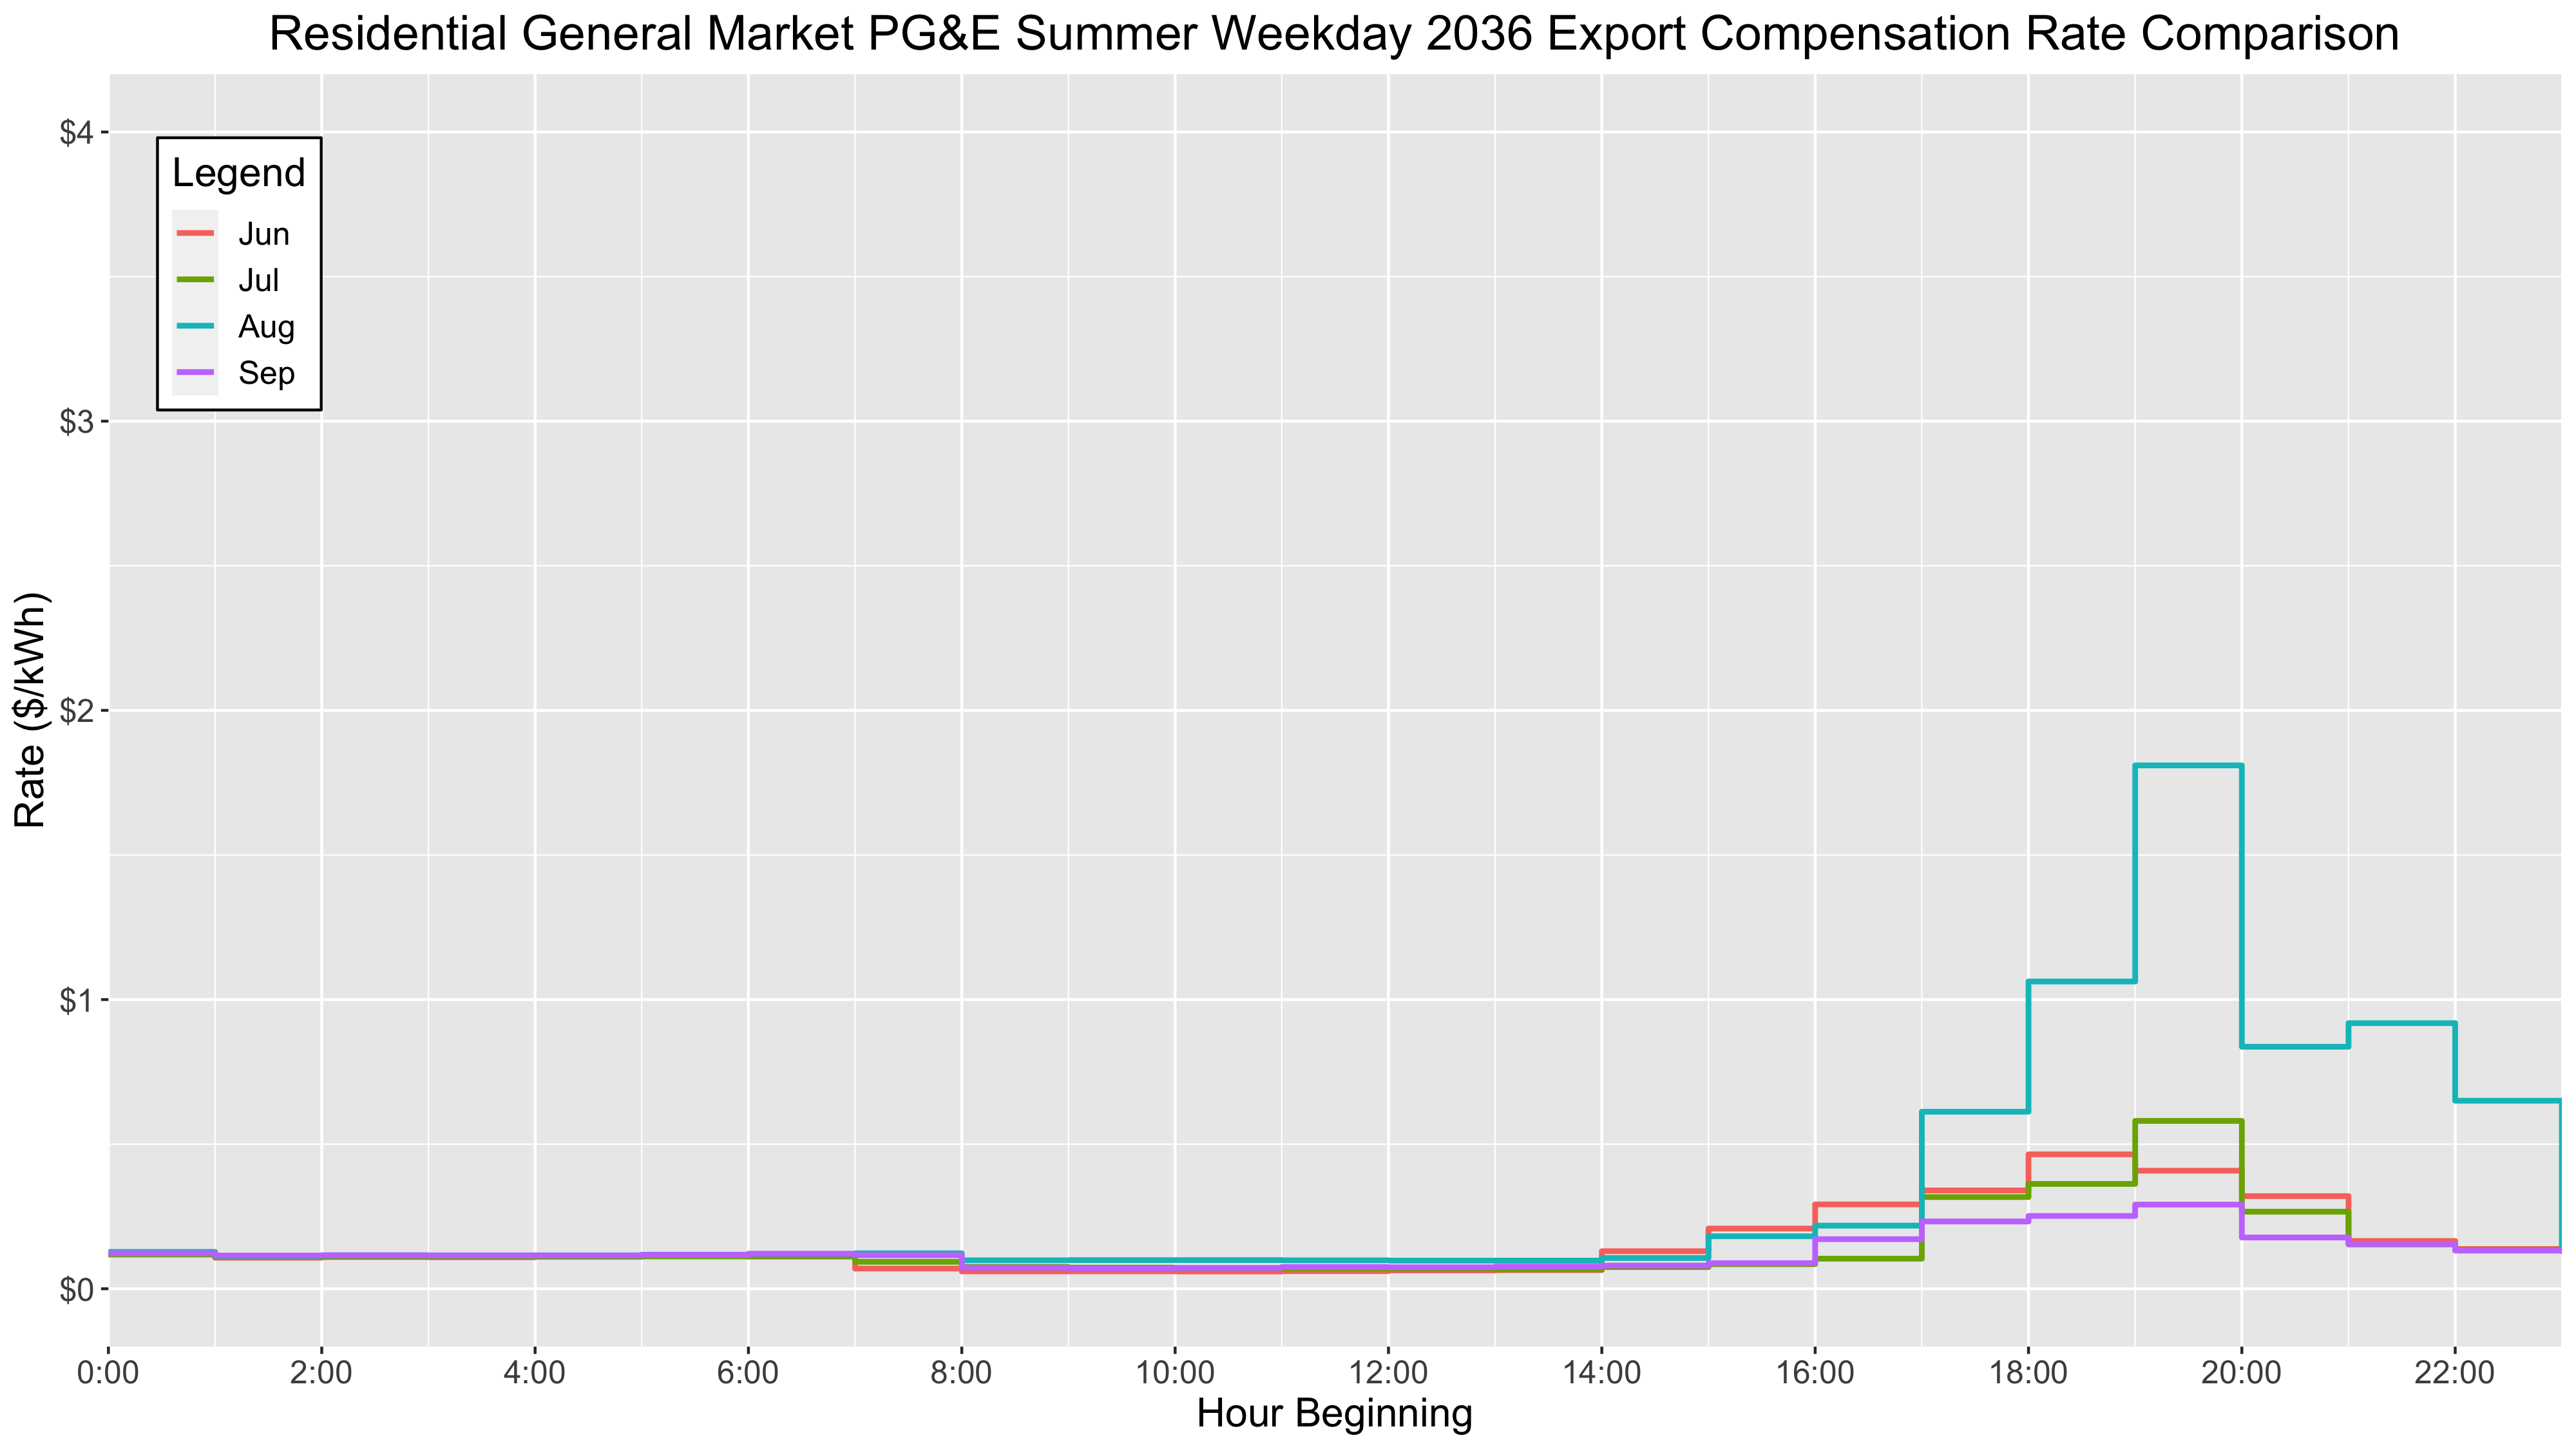 Residential General Market PG&E Summer Weekday 2036 Export Compensation Rate Comparison
Rate ($/kWh)
$4
$3
$2
$1
$0
Legend
Jun
Jul
Aug
Sep
0:00 2:00 4:00 6:00 8:00 10:00 12:00 14:00 16:00 18:00 20:00 22:00
Hour Beginning